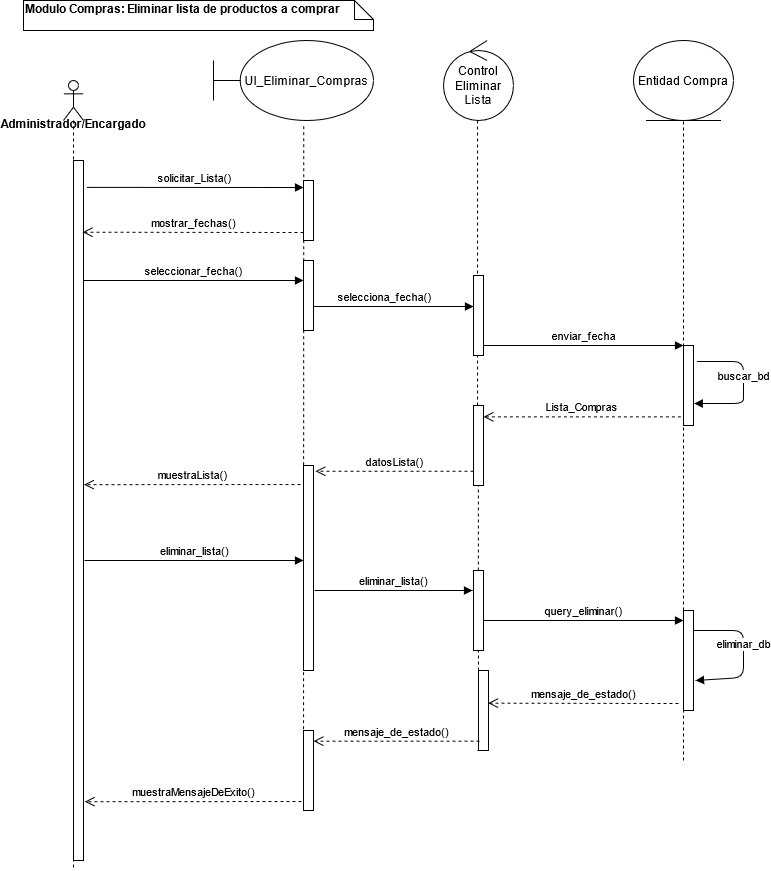 Modulo Compras: Eliminar lista de productos a comprar
UI_Eliminar_Compras
Control
Eliminar
Lista
Entidad Compra
Administrador/Encargado
solicitar_Lista()
mostrar_fechas()
seleccionar_fecha()
selecciona_fecha()
enviar_fecha
buscar_bd
Lista_Compras
datosLista()
muestraLista()
eliminar_lista()
eliminar_lista()
query_eliminar()
eliminar_db
mensaje_de_estado()
mensaje_de_estado()
muestraMensajeDeExito()